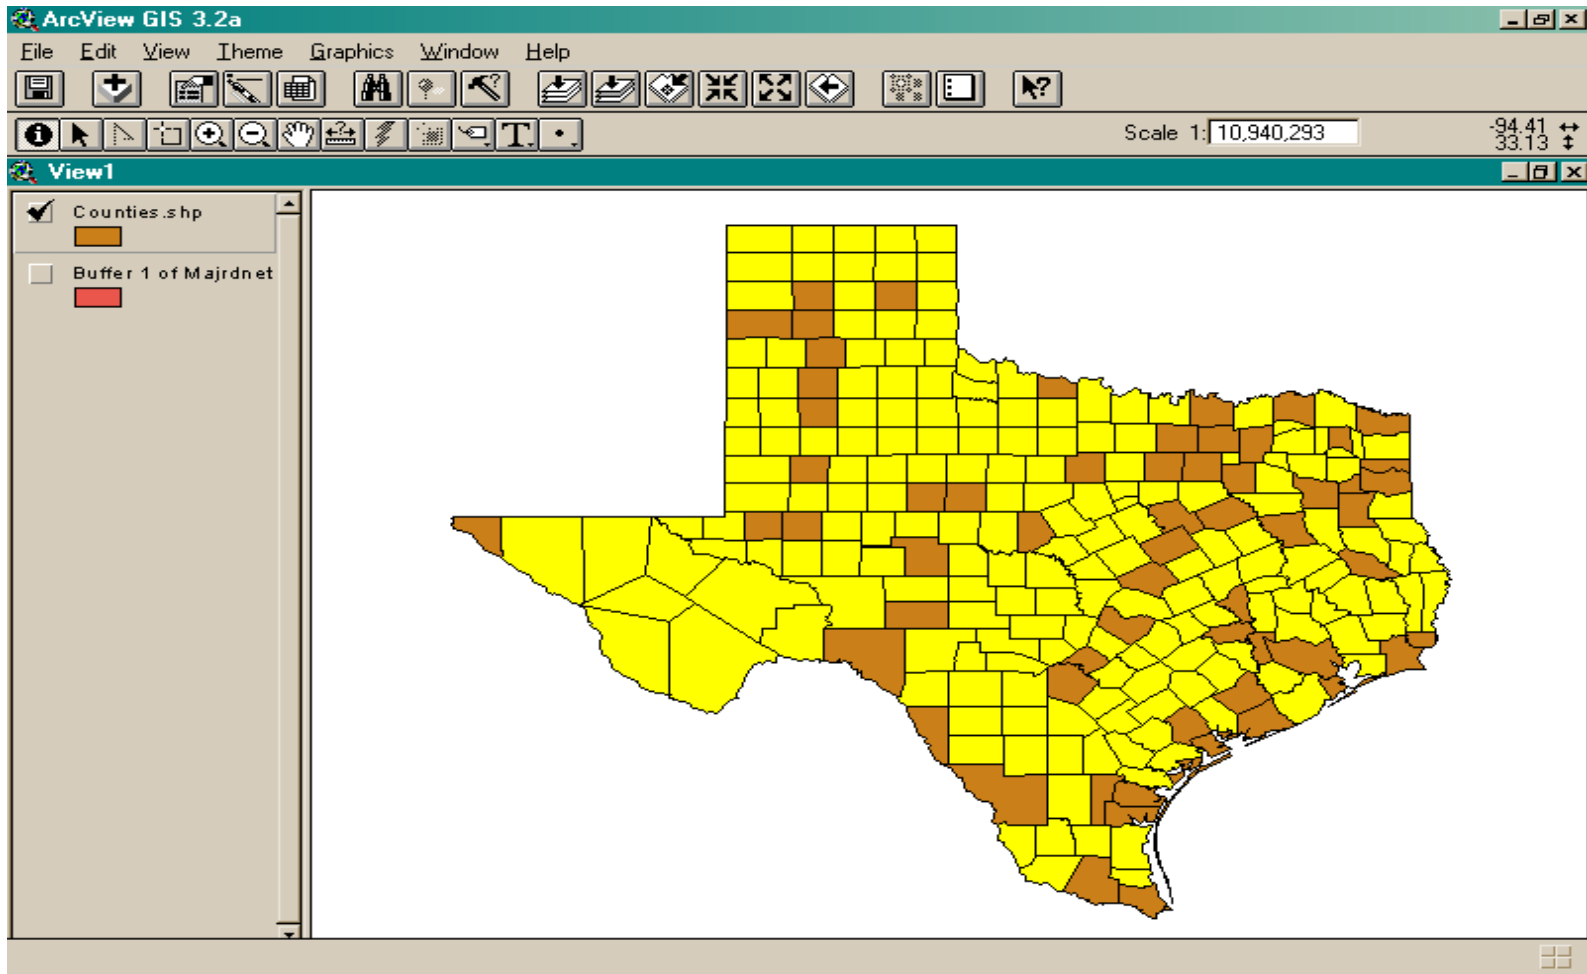 ArcView GIS 3.2a
File Edit View Theme Graphics Window Help
Scale 1: 10,940,293
-94.41
33.13
View1
Counties.shp
Buffer 1 of Majrdnet